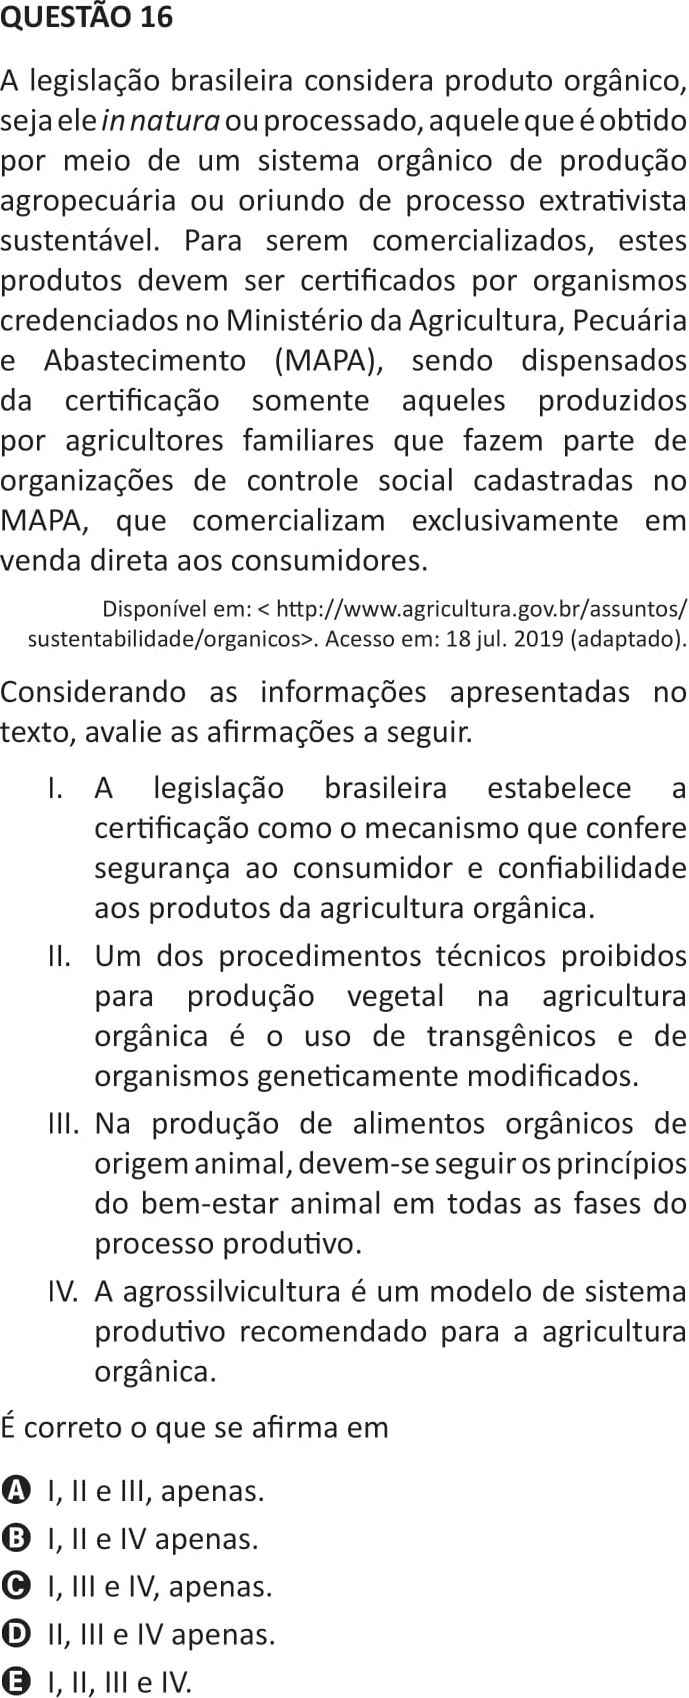 QUESTÃO 16
A legislação brasileira considera produto orgânico,
seja ele in natura ou processado, aquele que é obtido
por meio de um sistema orgânico de produção
agropecuária ou oriundo de processo extrativista
sustentável. Para serem comercializados, estes
produtos devem ser certificados por organismos
credenciados no Ministério da Agricultura, Pecuária
e Abastecimento (MAPA), sendo dispensados
da certificação somente aqueles produzidos
por agricultores familiares que fazem parte de
organizações de controle social cadastradas no
MAPA, que comercializam exclusivamente em
venda direta aos consumidores.
Disponível em: < http://www.agricultura.gov.br/assuntos/
sustentabilidade/organicos>. Acesso em: 18 jul. 2019 (adaptado).
Considerando as informações apresentadas no
texto, avalie as afirmações a seguir.
I. A legislação brasileira estabelece a
certificação como o mecanismo que confere
segurança ao consumidor e confiabilidade
aos produtos da agricultura orgânica.
II. Um dos procedimentos técnicos proibidos
para produção vegetal na agricultura
orgânica é o uso de transgênicos e de
organismos geneticamente modificados.
III. Na produção de alimentos orgânicos de
origem animal, devem-se seguir os princípios
do bem-estar animal em todas as fases do
processo produtivo.
IV. A agrossilvicultura é um modelo de sistema
produtivo recomendado para a agricultura
orgânica.
É correto o que se afirma em
A I, II e III, apenas.
B I, II e IV apenas.
C I, III e IV, apenas.
D II, III e IV apenas.
E I, II, III e IV.